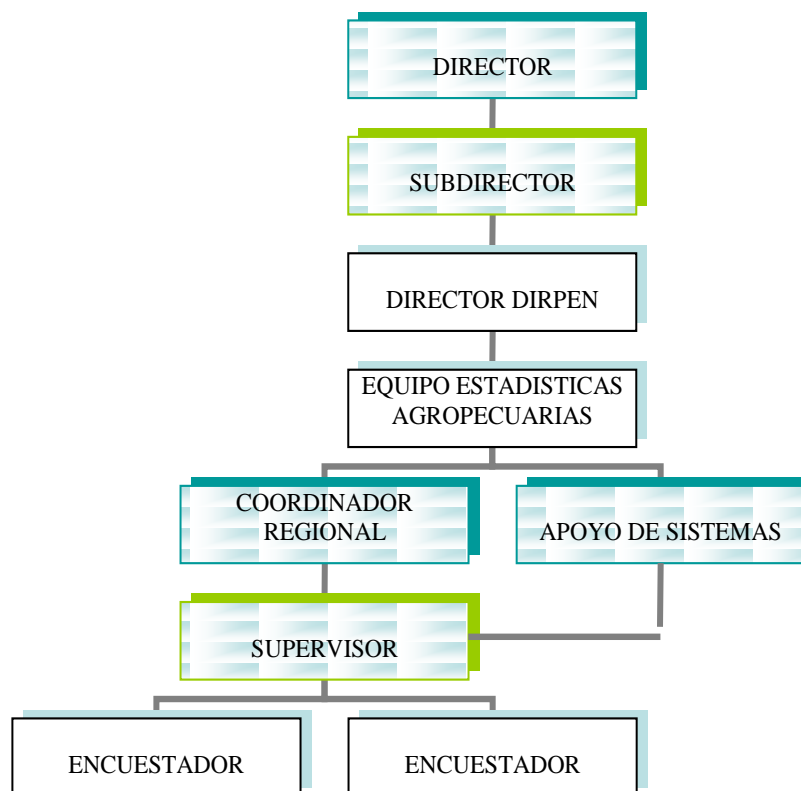 DIRECTOR
SUBDIRECTOR
DIRECTOR DIRPEN
EQUIPO ESTADISTICAS
AGROPECUARIAS
COORDINADOR
REGIONAL
APOYO DE SISTEMAS
SUPERVISOR
ENCUESTADOR
ENCUESTADOR